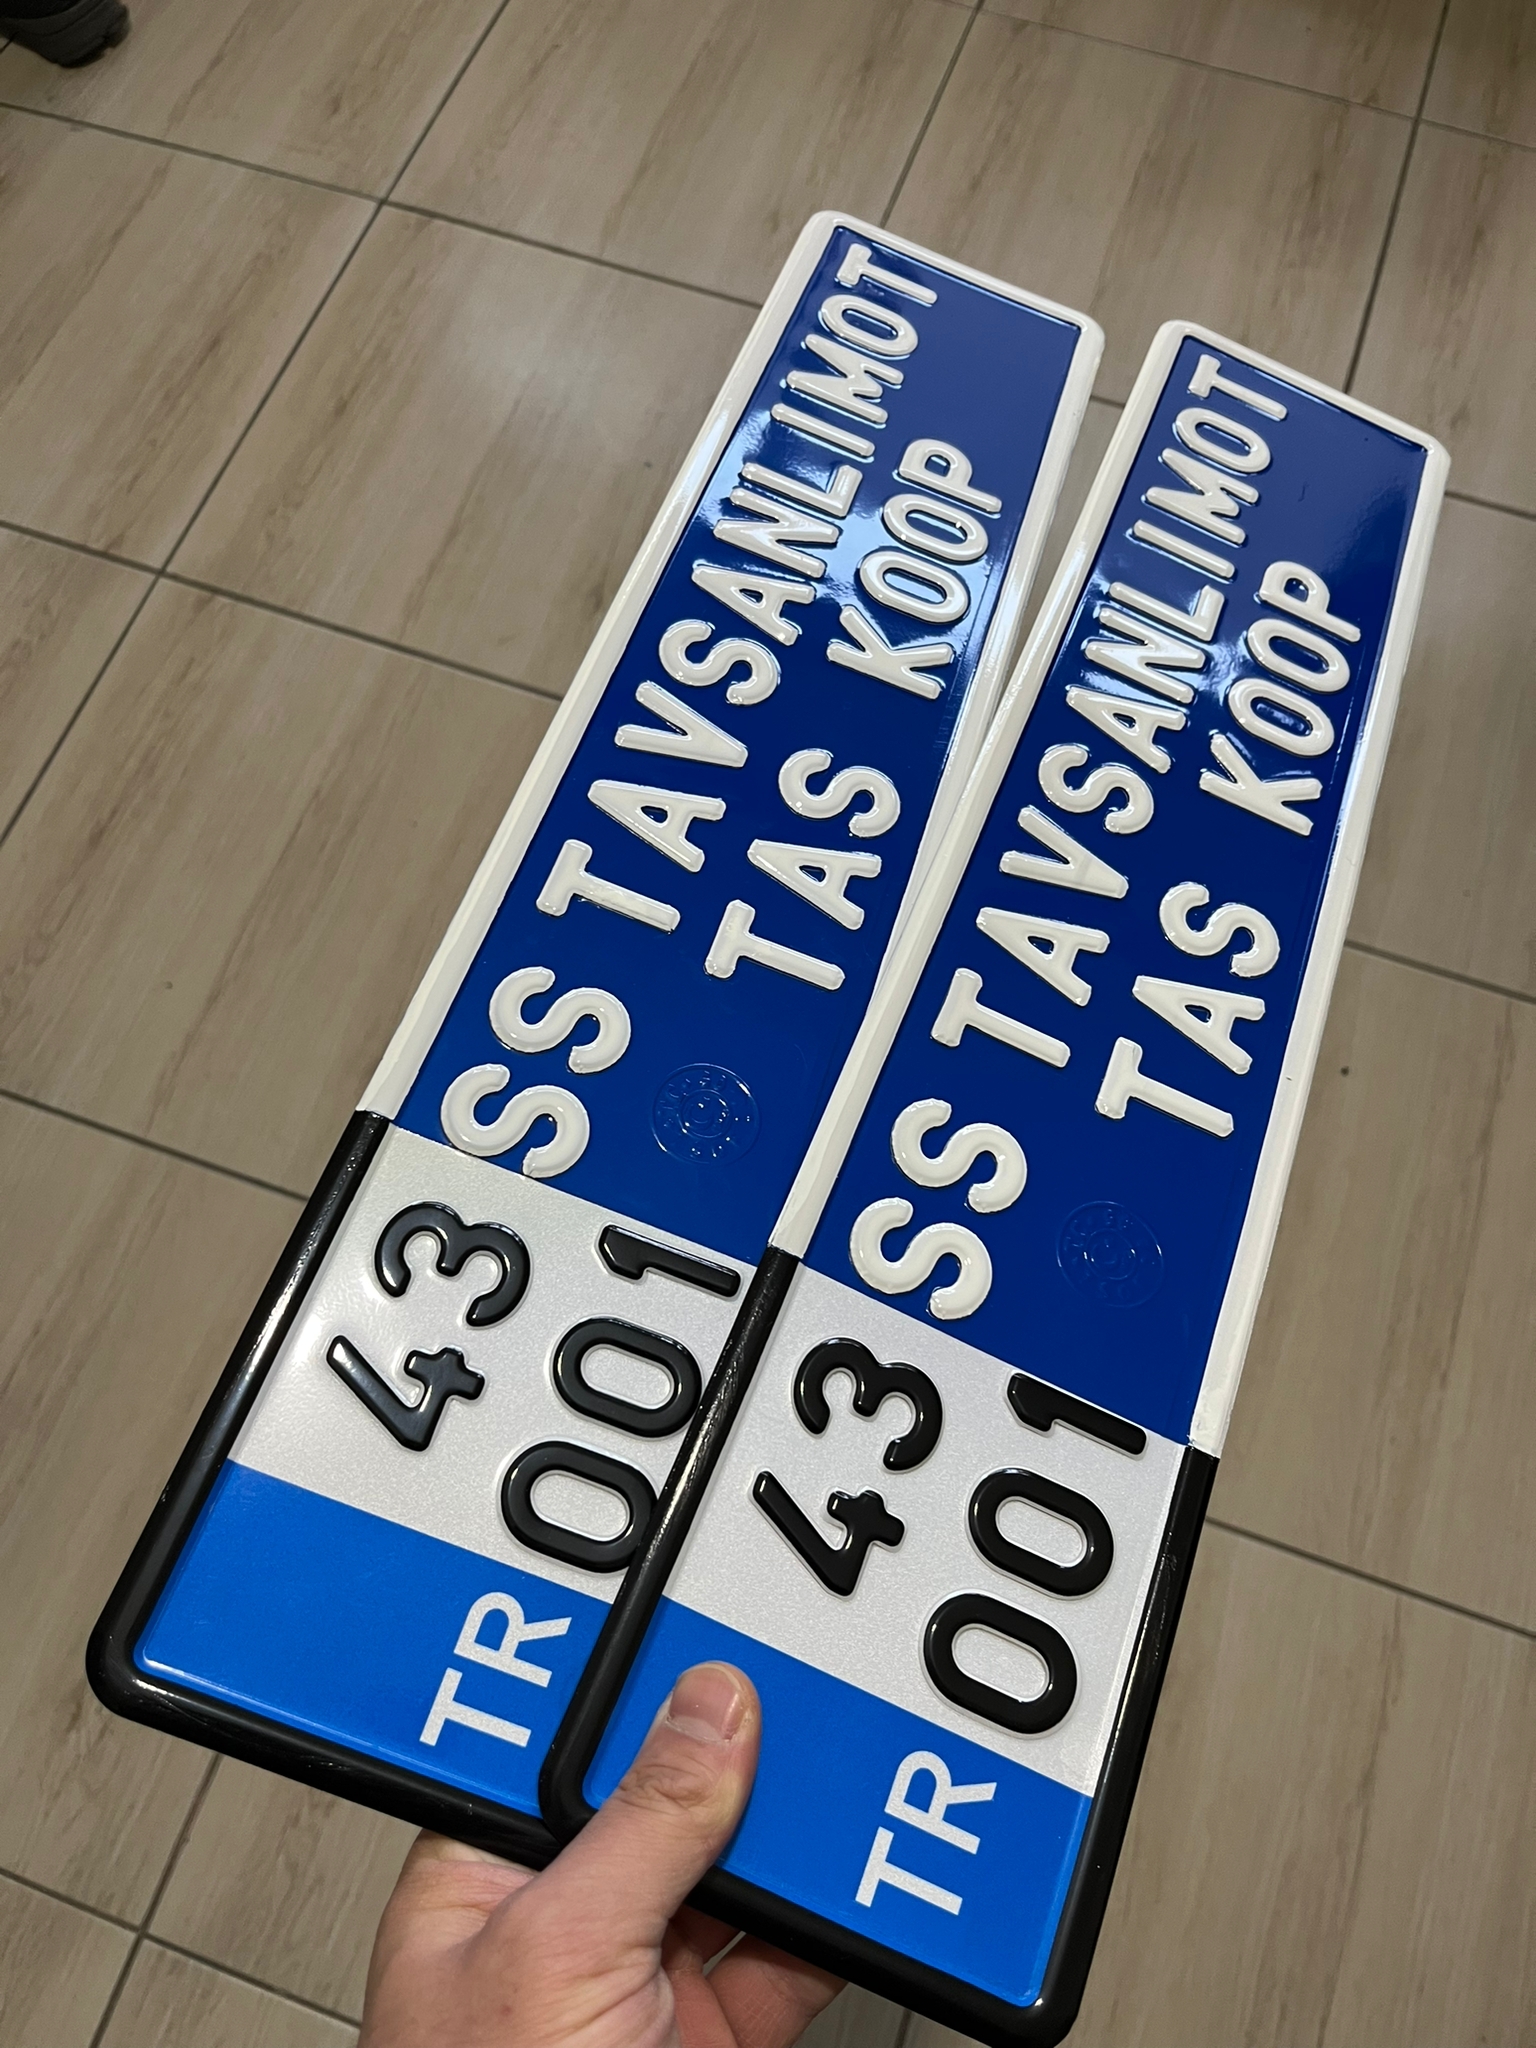 TR
43
001
SS TAVSANLIMOT
TAS KOOP
TR
43
001
SS TAVSANLIMOT
TAS KOOP